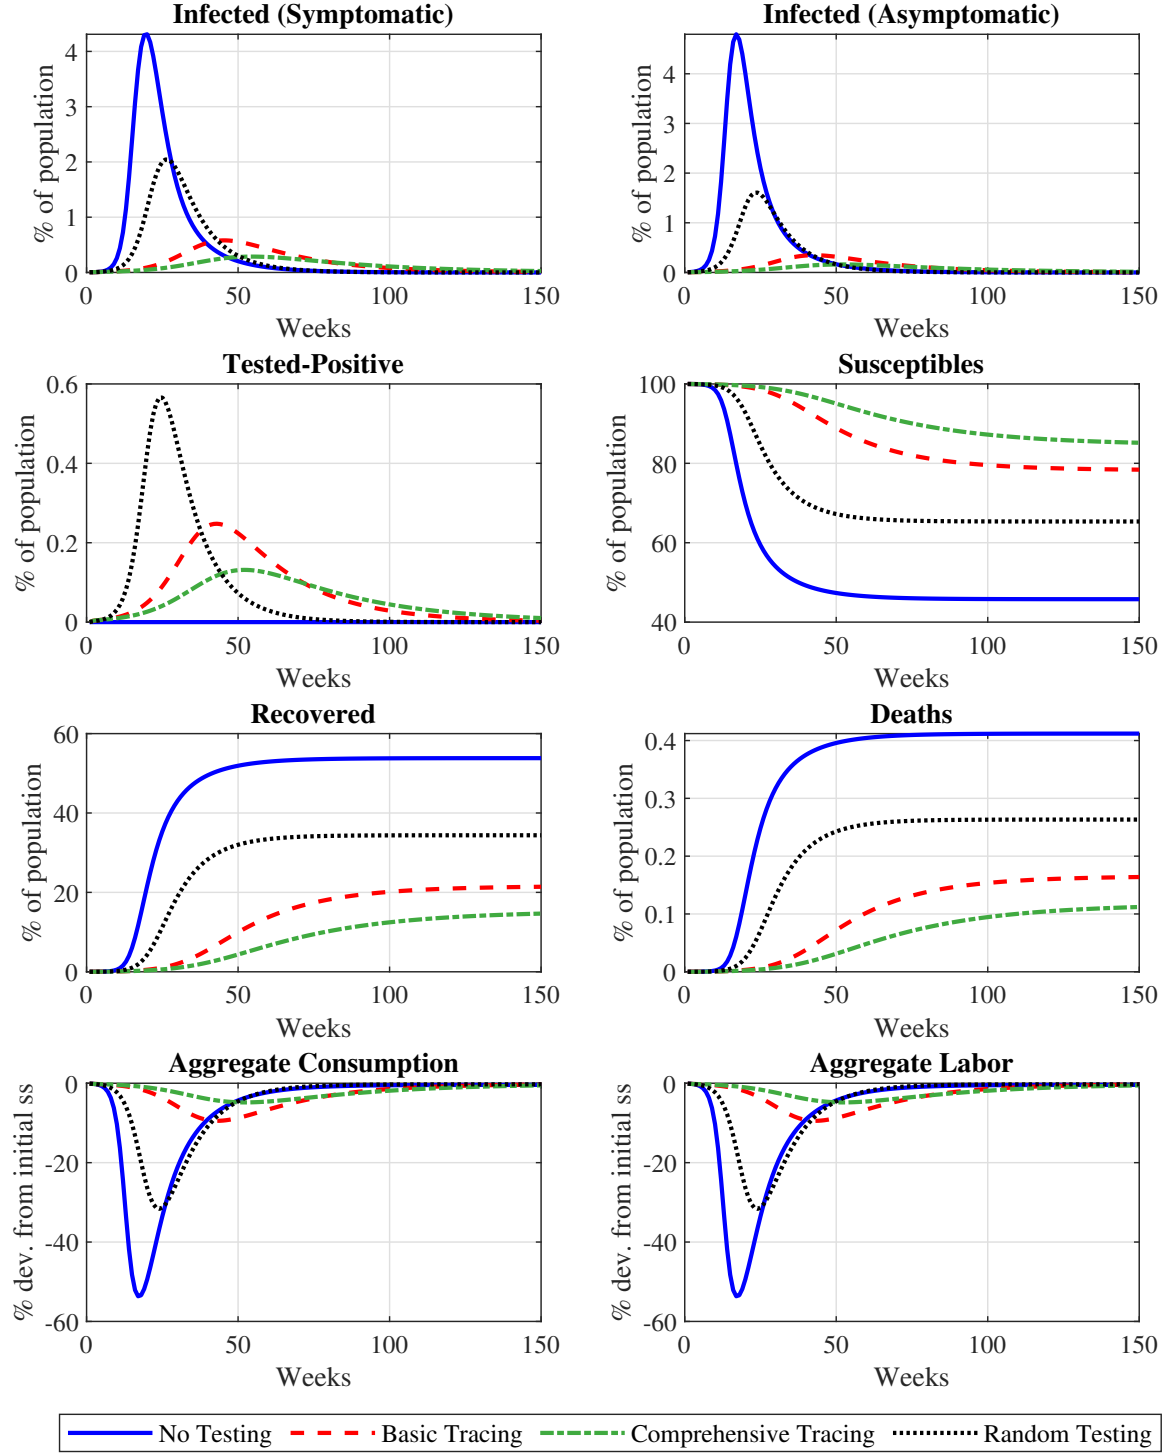 Infected (Symptomatic)
% of population
4
3
2
1
0
0 50 100 150
Weeks
Infected (Asymptomatic)
% of population
4
3
2
1
0
0 50 100 150
Weeks
Tested-Positive
% of population
0.6
0.4
0.2
0
0 50 100 150
Weeks
Susceptibles
% of population
100
80
60
40
0 50 100 150
Weeks
Recovered
% of population
60
40
20
0
0 50 100 150
Weeks
Deaths
% of population
0.4
0.3
0.2
0.1
0
0 50 100 150
Weeks
Aggregate Consumption
% dev. from initial ss
0
-20
-40
-60
0 50 100 150
Weeks
Aggregate Labor
% dev. from initial ss
0
-20
-40
-60
0 50 100 150
Weeks
No Testing Basic Tracing Comprehensive Tracing Random Testing